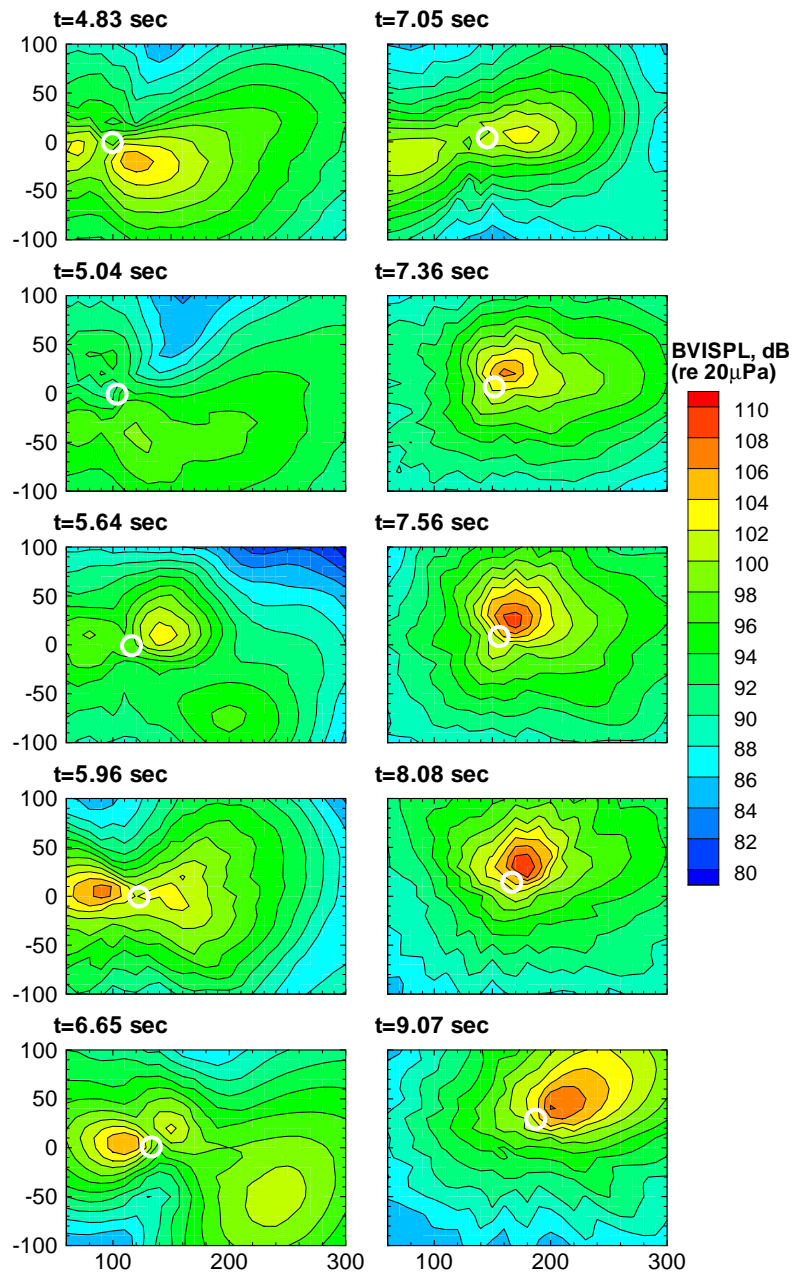 t=4.83 sec
t=7.05 sec
100
50
0
-50
-100
t=5.04 sec
t=7.36 sec
100
50
0
-50
-100
BVISPL, dB
(re 20μPa)
110
108
106
104
102
100
98
94
92
90
88
86
84
82
80
t=5.64 sec
t=7.56 sec
100
50
0
-50
-100
t=5.96 sec
t=8.08 sec
100
50
0
-50
-100
t=6.65 sec
t=9.07 sec
100
50
0
-50
-100
100 200 300
100 200 300